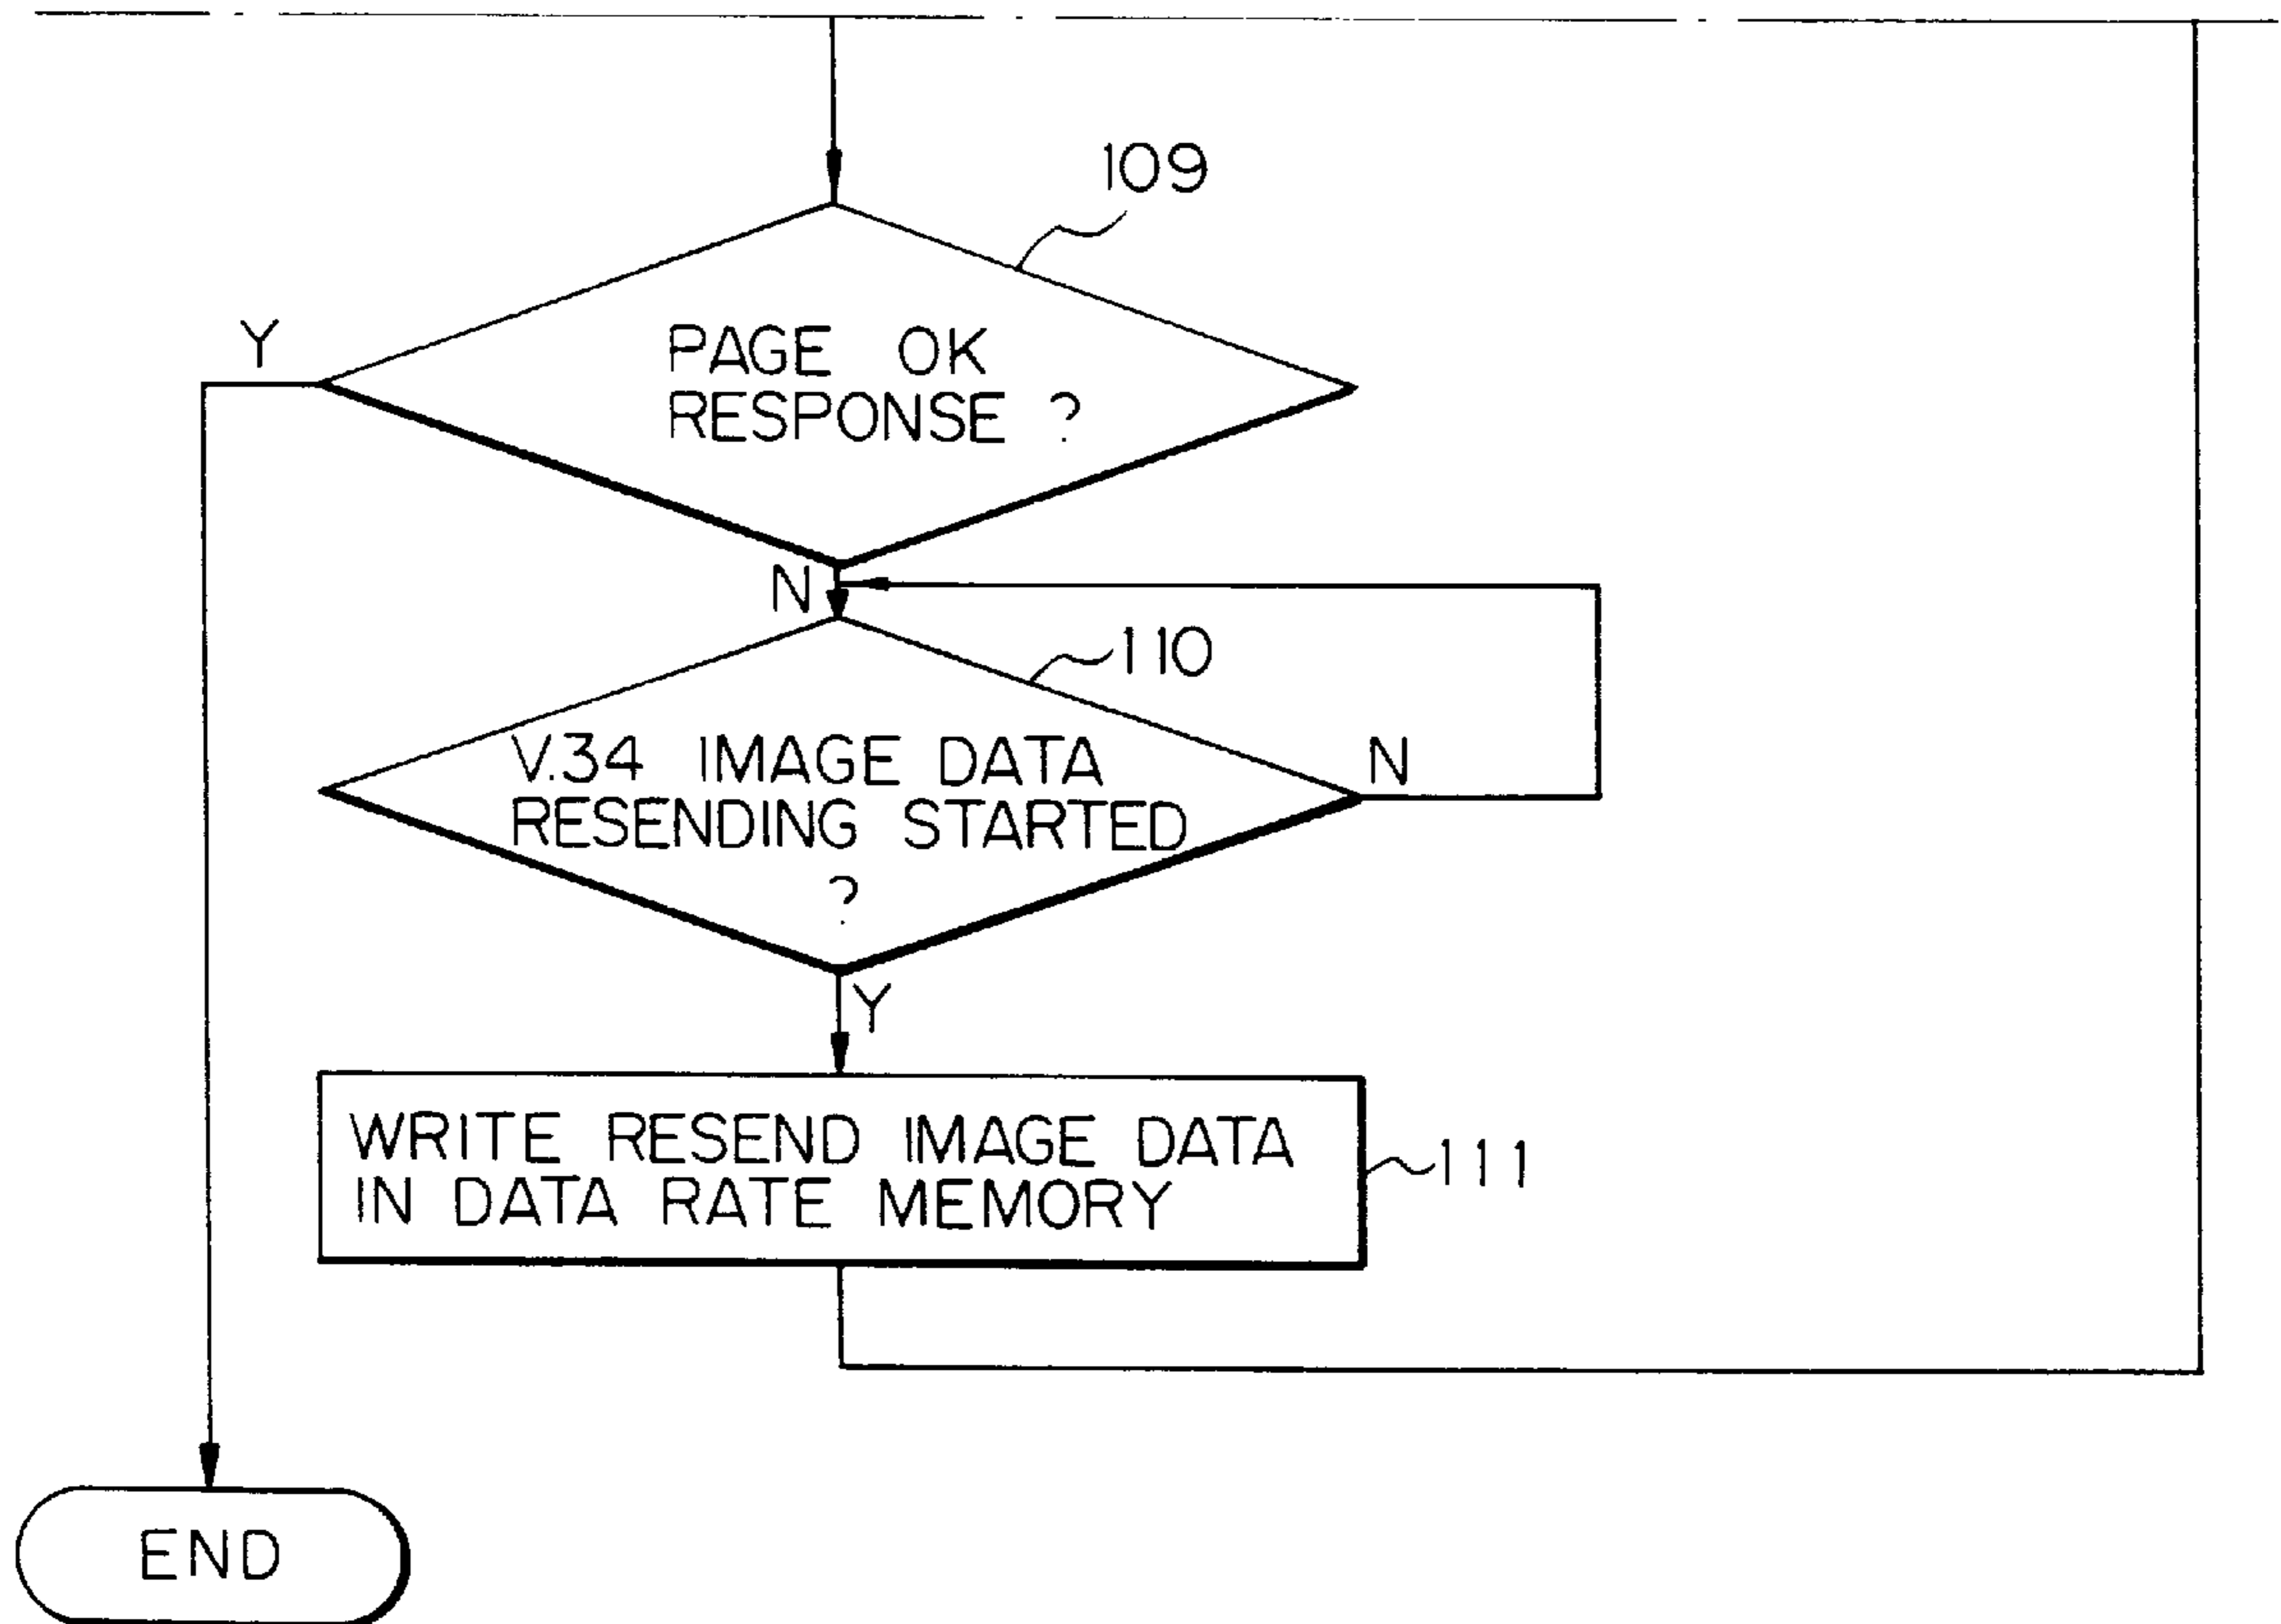 109
Y
PAGE OK
RESPONSE ?
N
110
V.34 IMAGE DATA
RESENDING STARTED
?
N
Y
WRITE RESEND IMAGE DATA
IN DATA RATE MEMORY
111
END